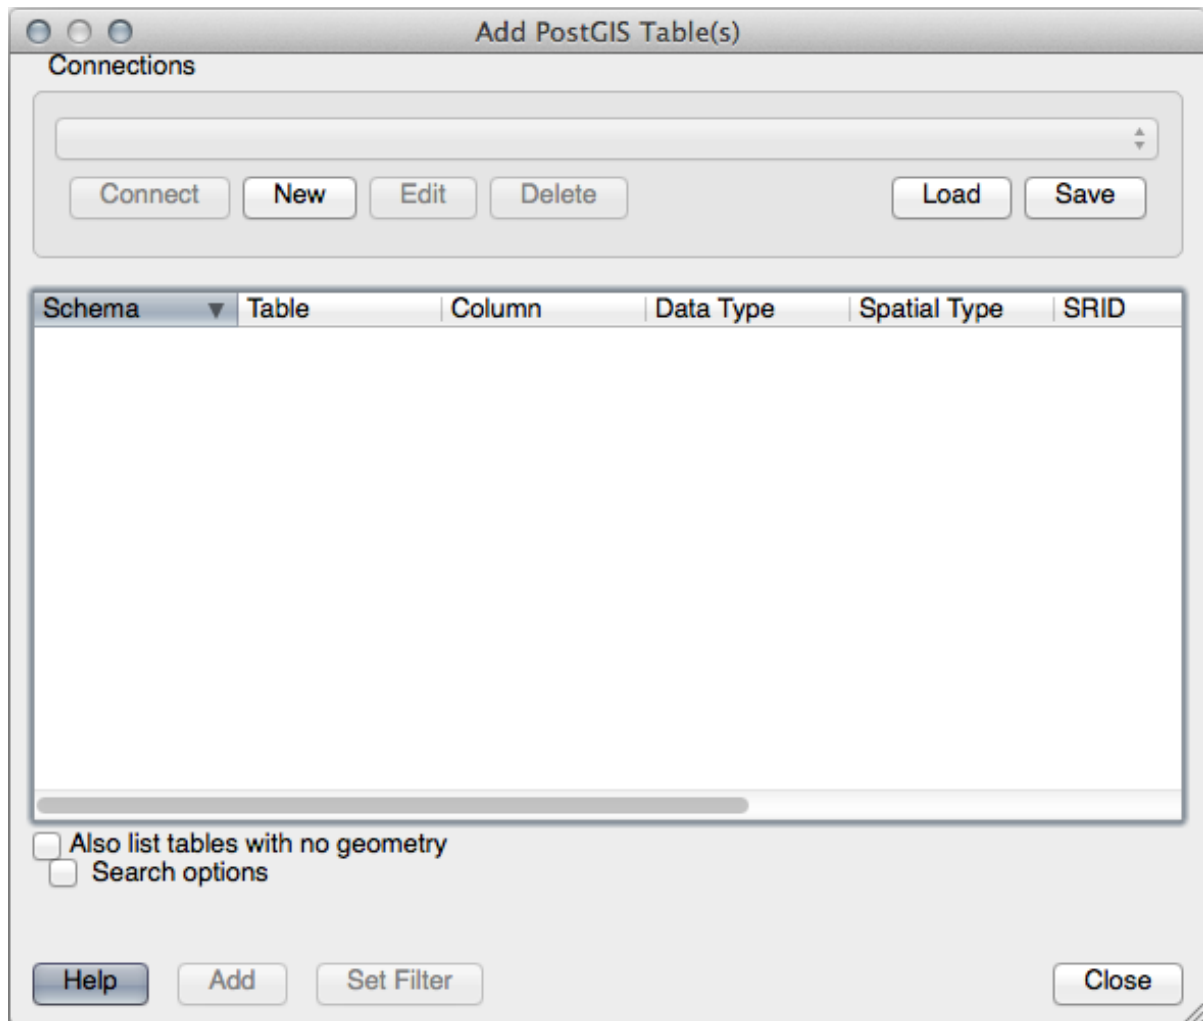 Add PostGIS Table(s)
Connections
Connect New Edit Delete Load Save
Schema Table Column Data Type Spatial Type SRID
Also list tables with no geometry
Search options
Help Add Set Filter Close